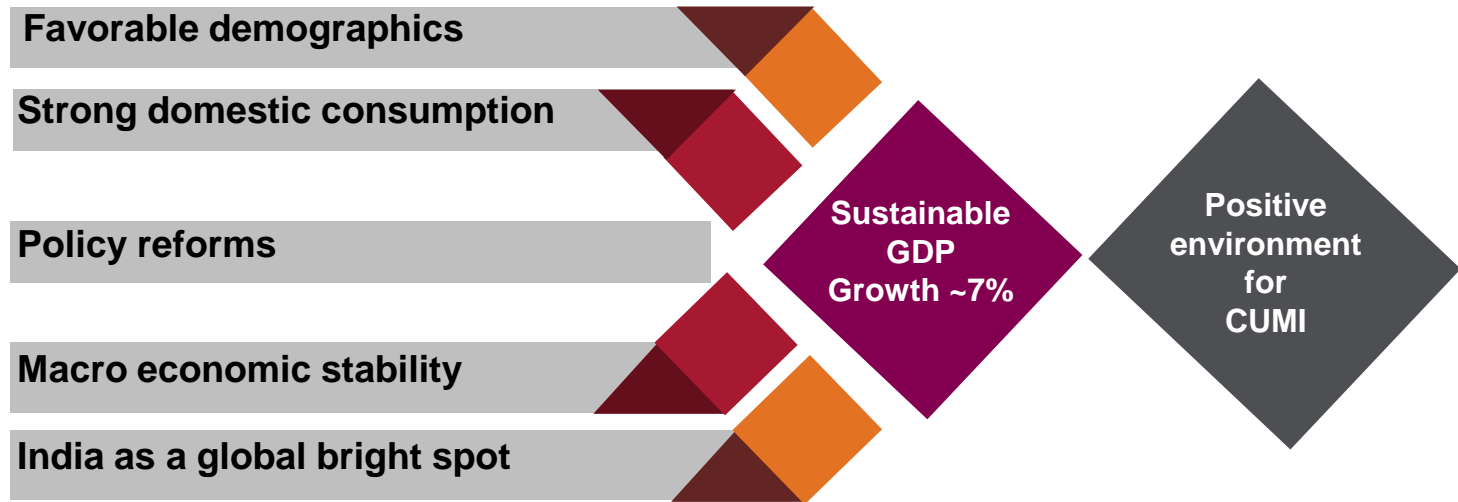 Favorable demographics
Strong domestic consumption
Policy reforms
Macro economic stability
India as a global bright spot
Sustainable
GDP
Growth ~7%
Positive
environment
for
CUMI